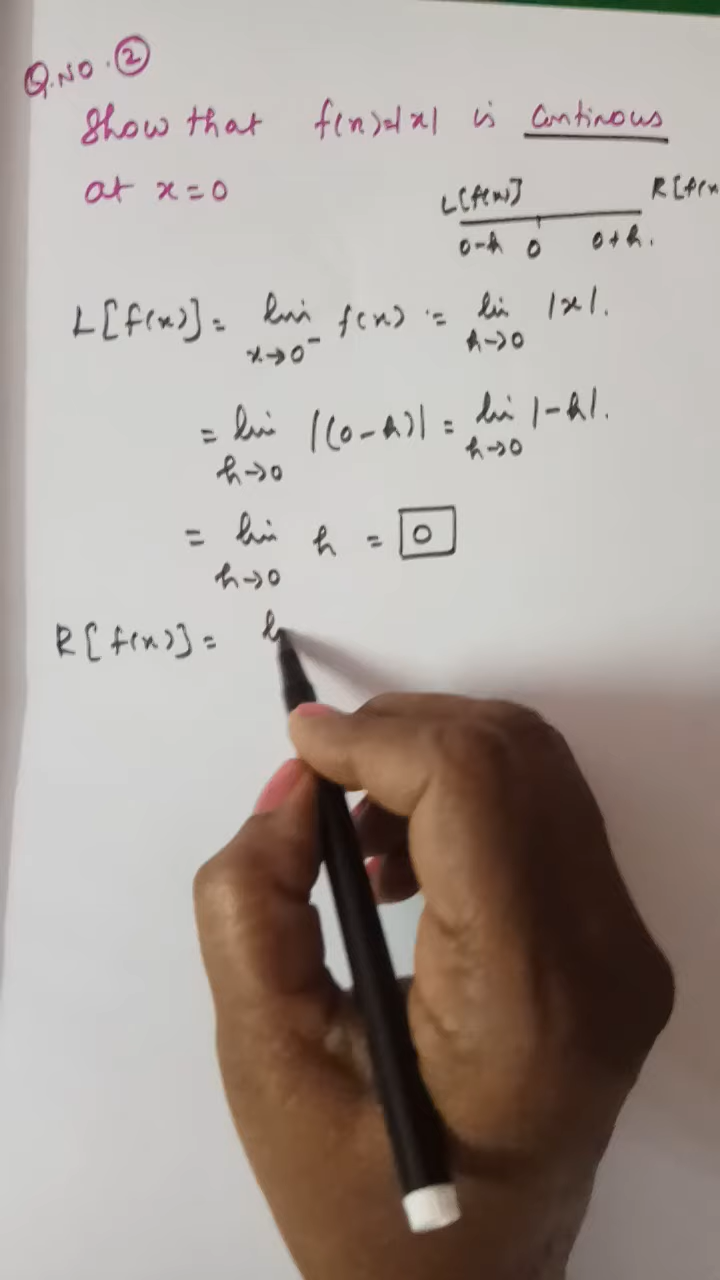 Q.NO. ②
Show that f(x)=|x| is continous
at x=0
L[f(x)] R[f(x
0-h 0 0+h.
L[f(x)] = lim x→0⁻ f(x) = lim h→0 |x|.
= lim h→0 |(0-h)| = lim h→0 |-h|.
= lim h→0 h = 0
R[f(x)] = l